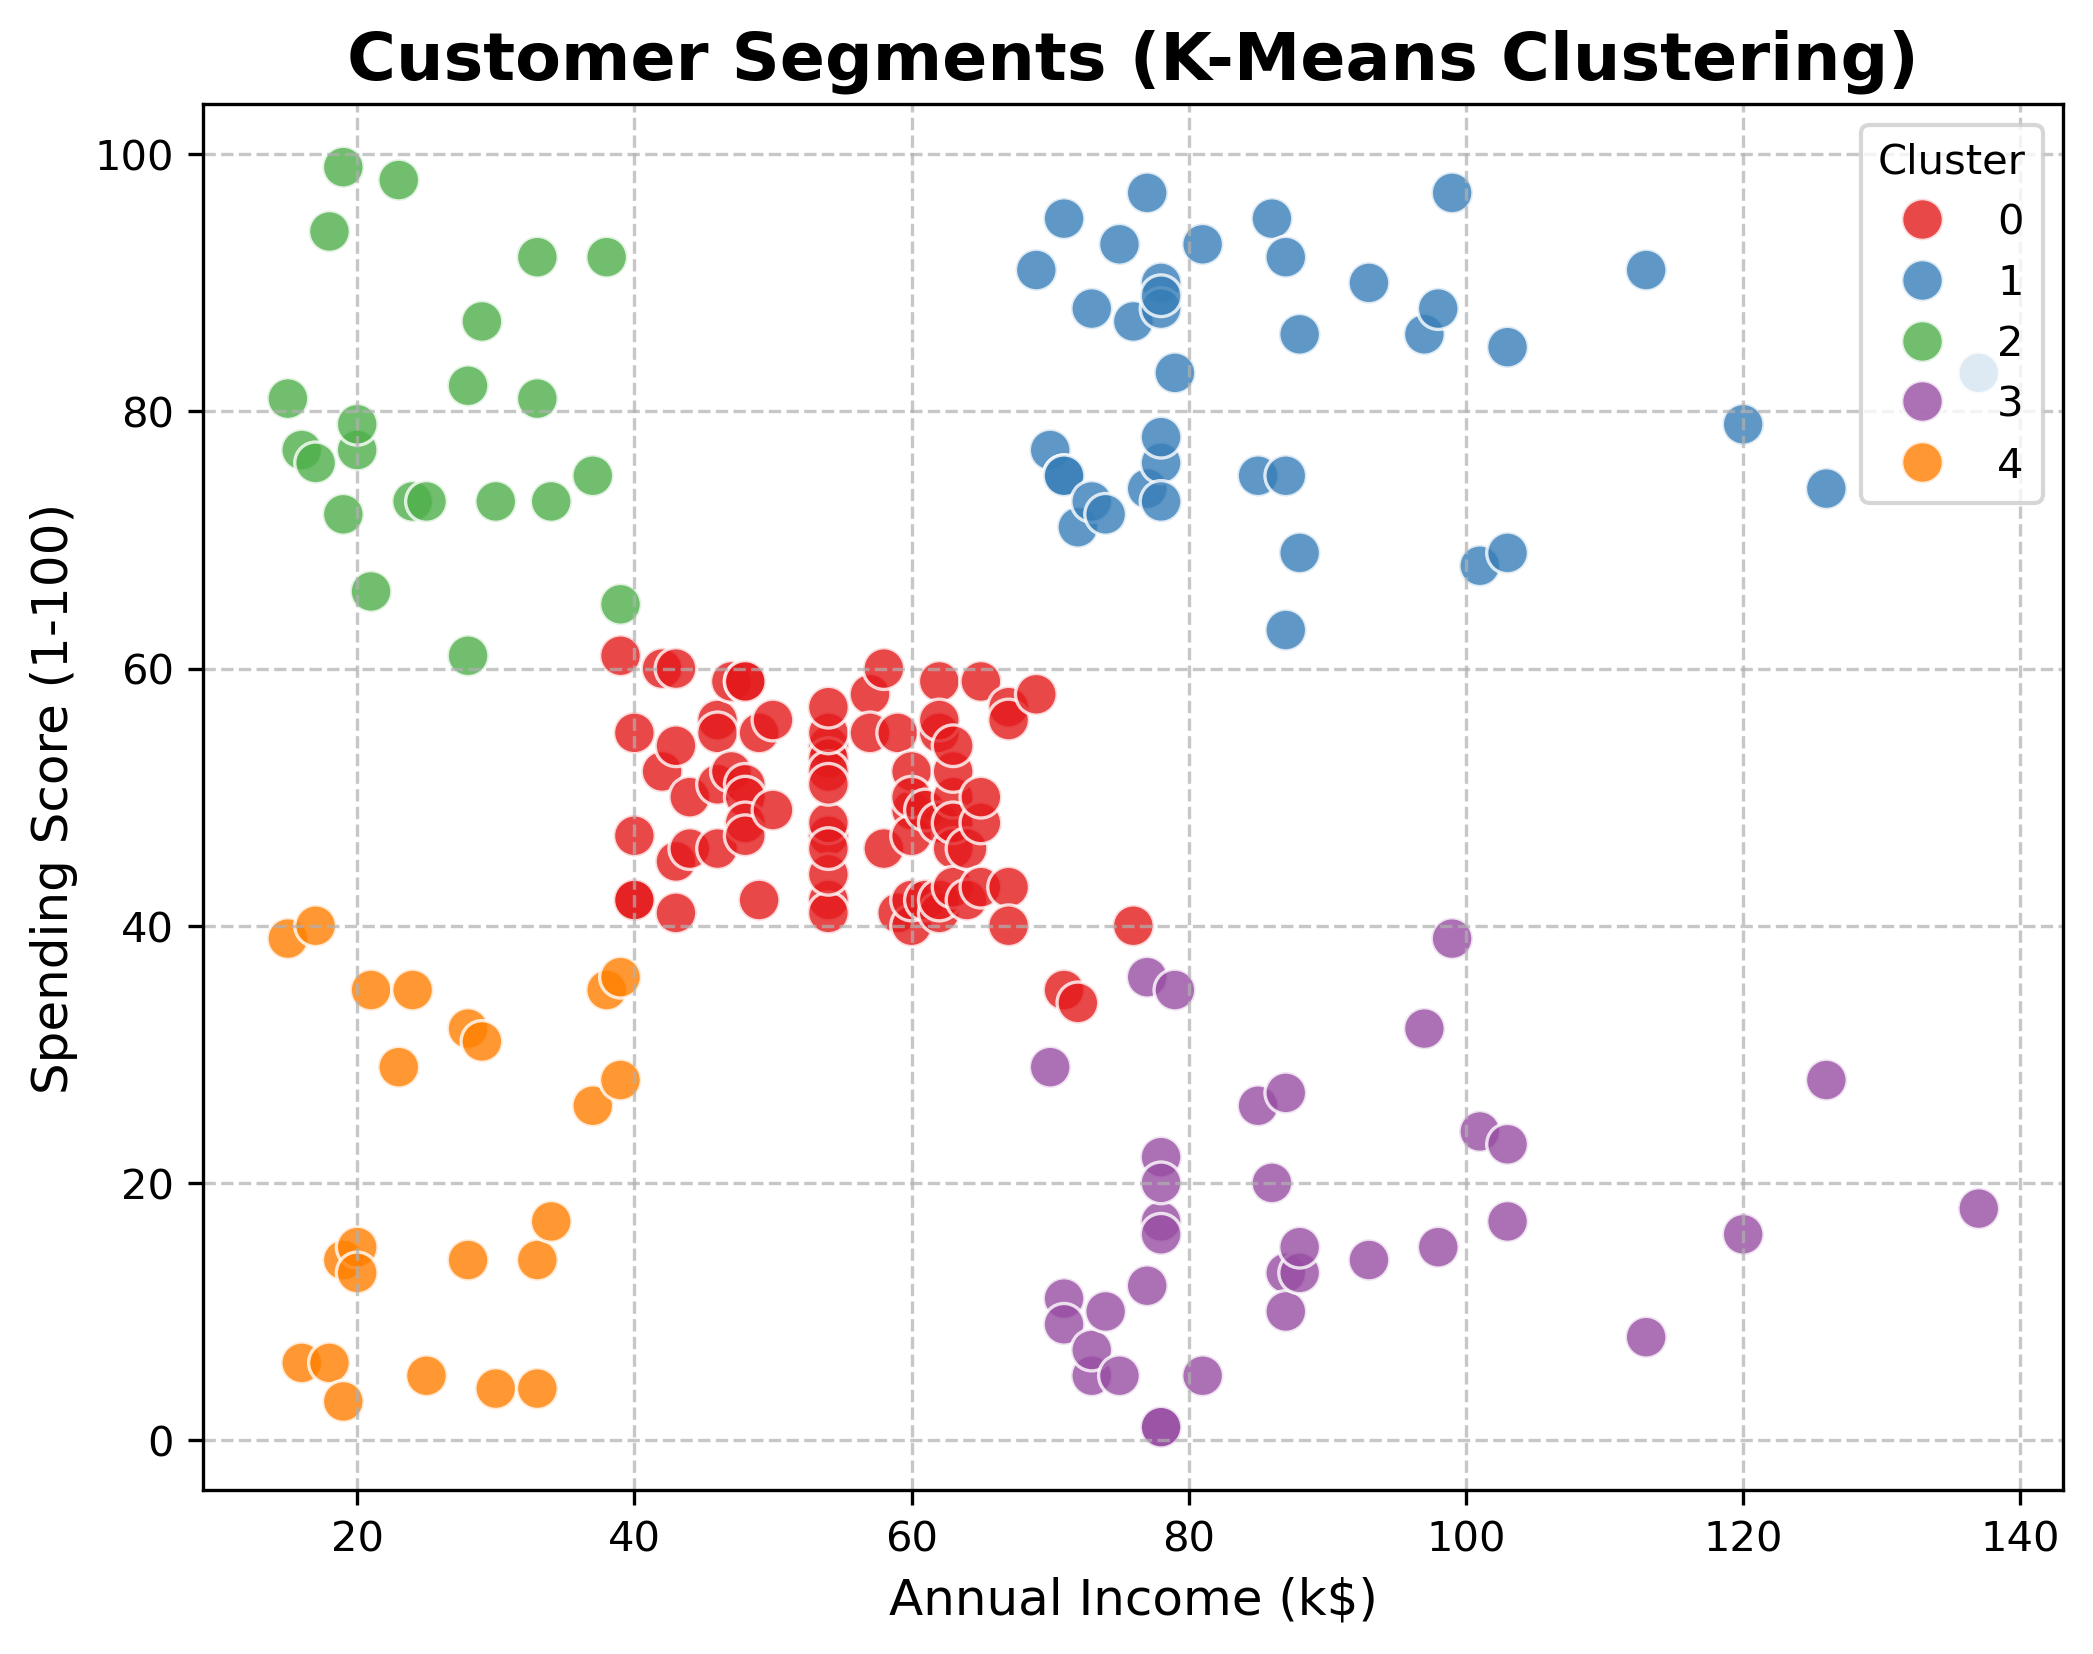 Customer Segments (K-Means Clustering)
Cluster
0
1
2
3
4
100
80
60
40
20
0
Spending Score (1-100)
20 40 60 80 100 120 140
Annual Income (k$)